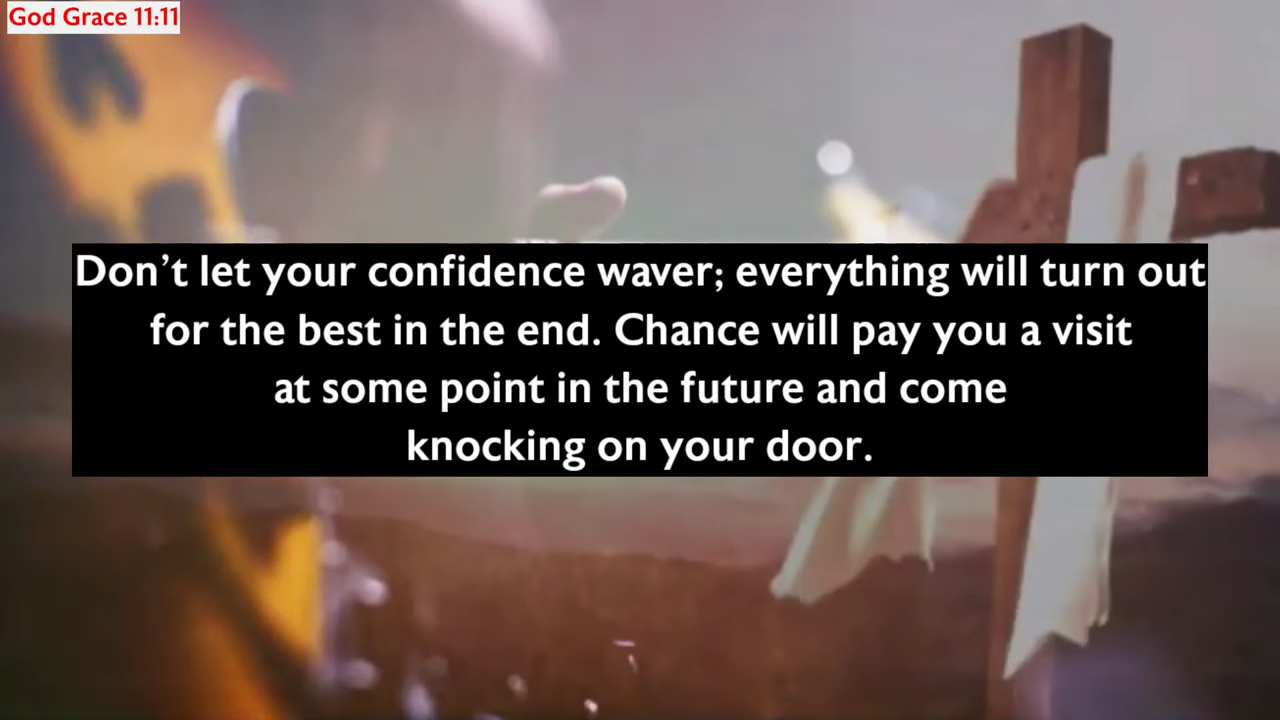 God Grace 11:11
Don’t let your confidence waver; everything will turn out
for the best in the end. Chance will pay you a visit
at some point in the future and come
knocking on your door.